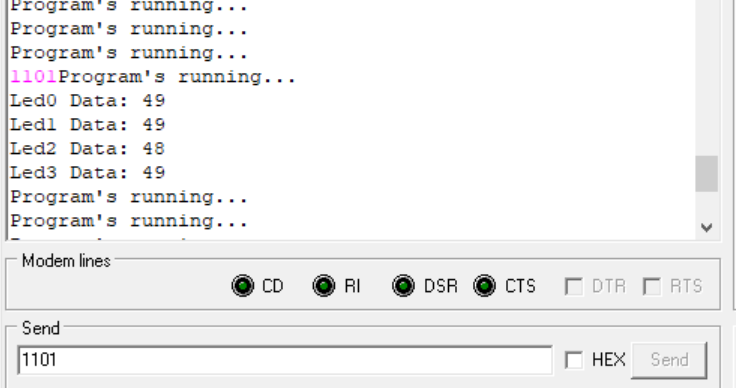 Program's running...
Program's running...
Program's running...
1101Program's running...
Led0 Data: 49
Led1 Data: 49
Led2 Data: 48
Led3 Data: 49
Program's running...
Program's running...
Modem lines
CD RI DSR CTS DTR RTS
Send
1101 HEX Send